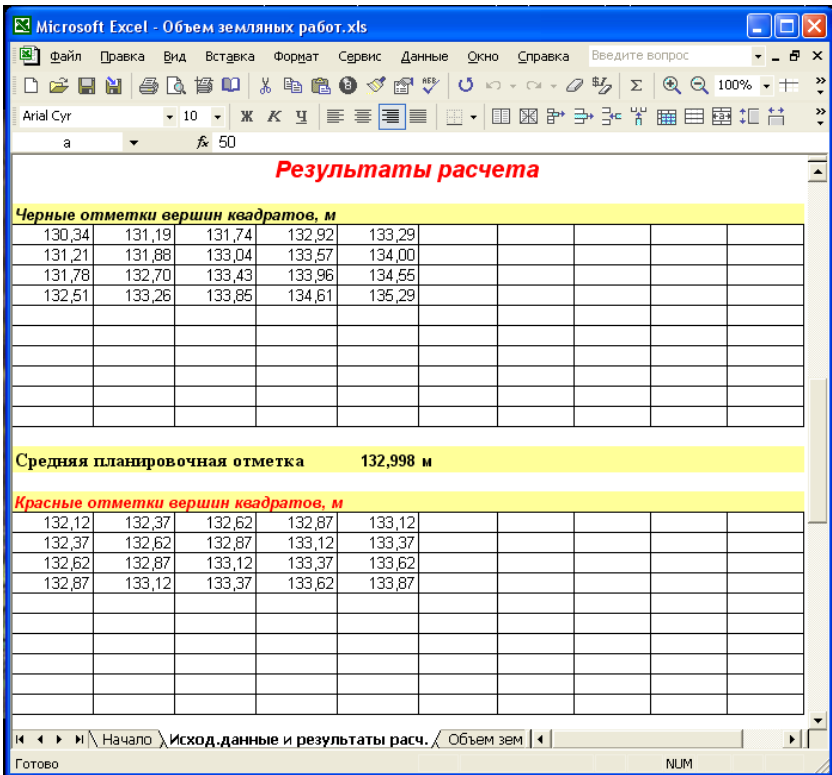 Microsoft Excel - Объем земляных работ.xls
Файл Правка Вид Вставка Формат Сервис Данные Окно Справка Введите вопрос
100%
Arial Cyr 10 Ж К Ч
a fx 50
Результаты расчета
Черные отметки вершин квадратов, м
130,34 131,19 131,74 132,92 133,29
131,21 131,88 133,04 133,57 134,00
131,78 132,70 133,43 133,96 134,55
132,51 133,26 133,85 134,61 135,29
Средняя планировочная отметка 132,998 м
Красные отметки вершин квадратов, м
132,12 132,37 132,62 132,87 133,12
132,37 132,62 132,87 133,12 133,37
132,62 132,87 133,12 133,37 133,62
132,87 133,12 133,37 133,62 133,87
Начало Исход.данные и результаты расч. Объем зем
Готово NUM